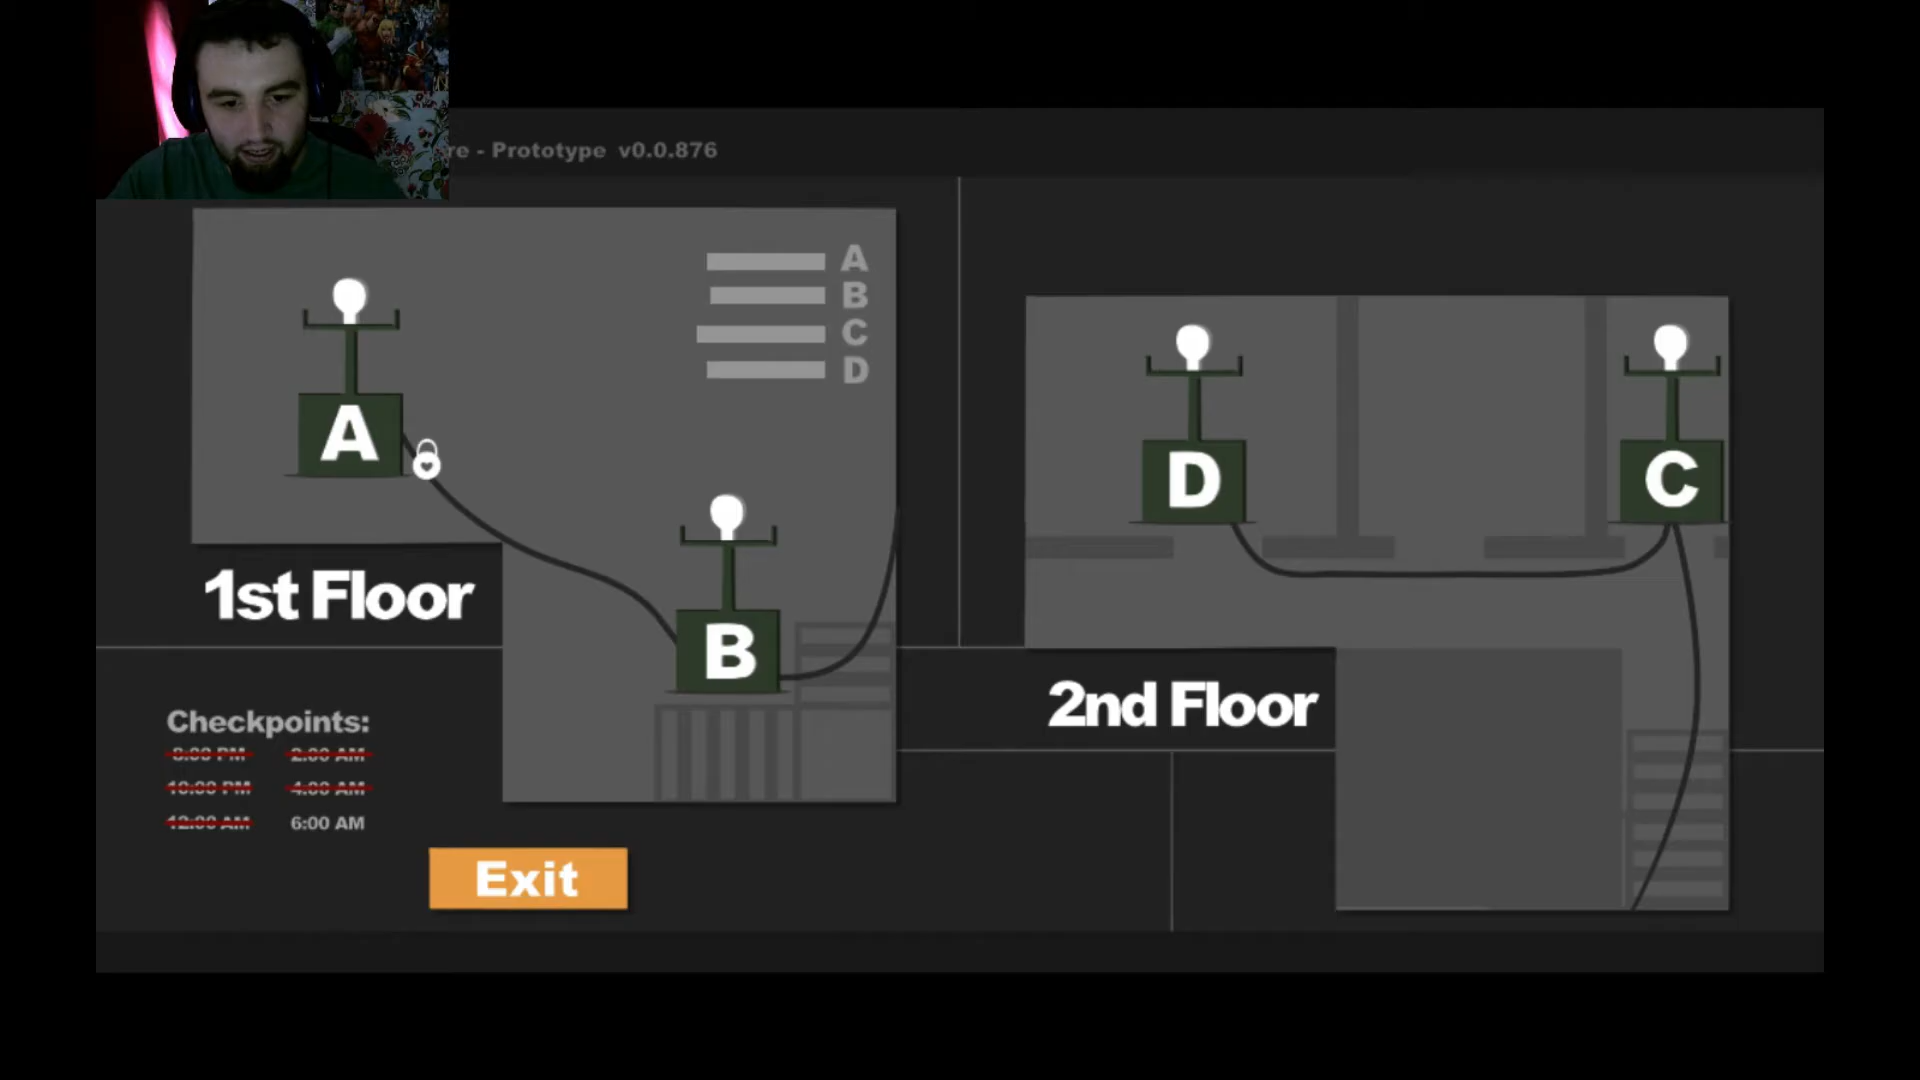 re - Prototype v0.0.876
A
B
C
D
A
B
1st Floor
D
C
2nd Floor
Checkpoints:
8:00 PM 2:00 AM
10:00 PM 4:00 AM
12:00 AM 6:00 AM
Exit